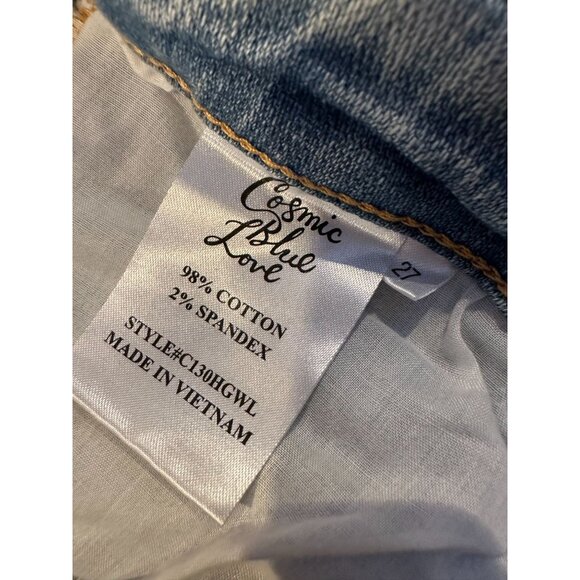 Cosmic
Blue
Love
98% COTTON
2% SPANDEX
STYLE#C130HGWL
MADE IN VIETNAM
27